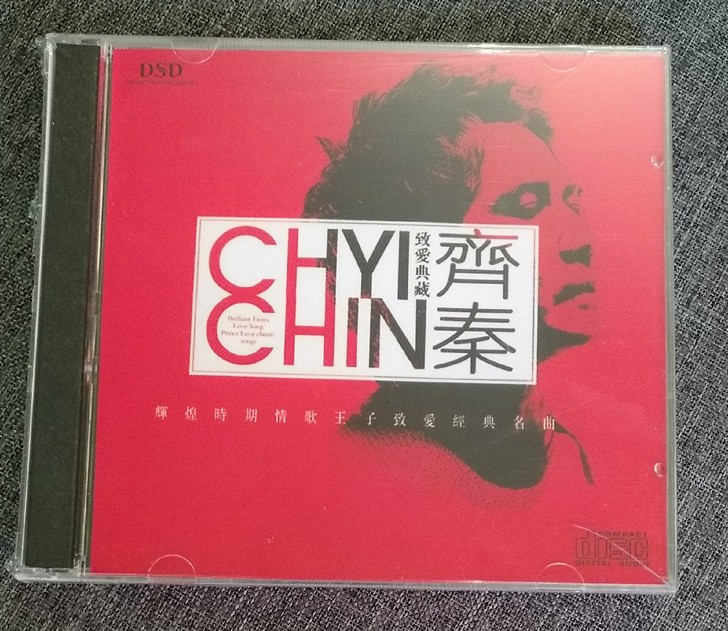 DSD
CHYI
致愛典藏
齊秦
CHIN
Brilliant Times
Love Song
Prince Love classic
songs
輝煌時期情歌王子致愛經典名曲
COMPACT
disc
DIGITAL AUDIO